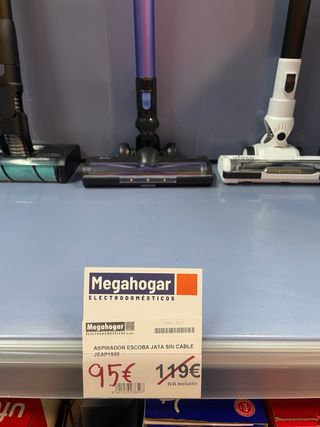 Megahogar
ELECTRODOMÉSTICOS
Megahogar
ASPIRADOR ESCOBA JATA SIN CABLE
JEAP1950
95€
119€
IVA Incluido